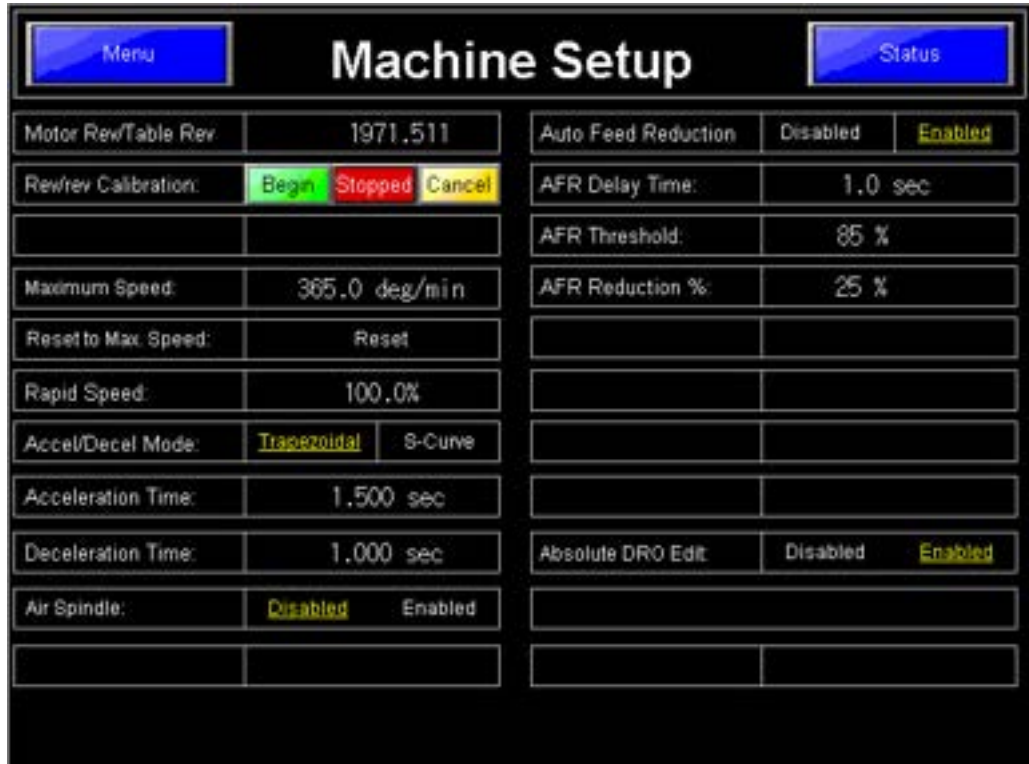 Menu
Machine Setup
Status
Motor Rev/Table Rev 1971.511
Rev/rev Calibration: Begin Stopped Cancel
Maximum Speed: 365.0 deg/min
Reset to Max. Speed: Reset
Rapid Speed: 100.0%
Accel/Decel Mode: Trapezoidal S-Curve
Acceleration Time: 1.500 sec
Deceleration Time: 1.000 sec
Air Spindle: Disabled Enabled
Auto Feed Reduction Disabled Enabled
AFR Delay Time: 1.0 sec
AFR Threshold: 85 %
AFR Reduction %: 25 %
Absolute DRO Edit: Disabled Enabled